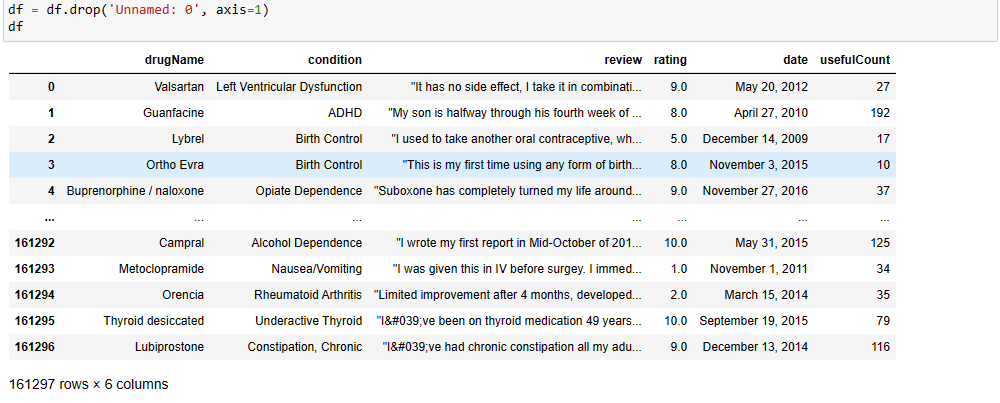 df = df.drop('Unnamed: 0', axis=1)
df
drugName condition review rating date usefulCount
0 Valsartan Left Ventricular Dysfunction "It has no side effect, I take it in combinati... 9.0 May 20, 2012 27
1 Guanfacine ADHD "My son is halfway through his fourth week of ... 8.0 April 27, 2010 192
2 Lybrel Birth Control "I used to take another oral contraceptive, wh... 5.0 December 14, 2009 17
3 Ortho Evra Birth Control "This is my first time using any form of birth... 8.0 November 3, 2015 10
4 Buprenorphine / naloxone Opiate Dependence "Suboxone has completely turned my life around... 9.0 November 27, 2016 37
... ... ... ... ... ... ...
161292 Campral Alcohol Dependence "I wrote my first report in Mid-October of 201... 10.0 May 31, 2015 125
161293 Metoclopramide Nausea/Vomiting "I was given this in IV before surgey. I immed... 1.0 November 1, 2011 34
161294 Orencia Rheumatoid Arthritis "Limited improvement after 4 months, developed... 2.0 March 15, 2014 35
161295 Thyroid desiccated Underactive Thyroid "I&#039;ve been on thyroid medication 49 years... 10.0 September 19, 2015 79
161296 Lubiprostone Constipation, Chronic "I&#039;ve had chronic constipation all my adu... 9.0 December 13, 2014 116
161297 rows × 6 columns